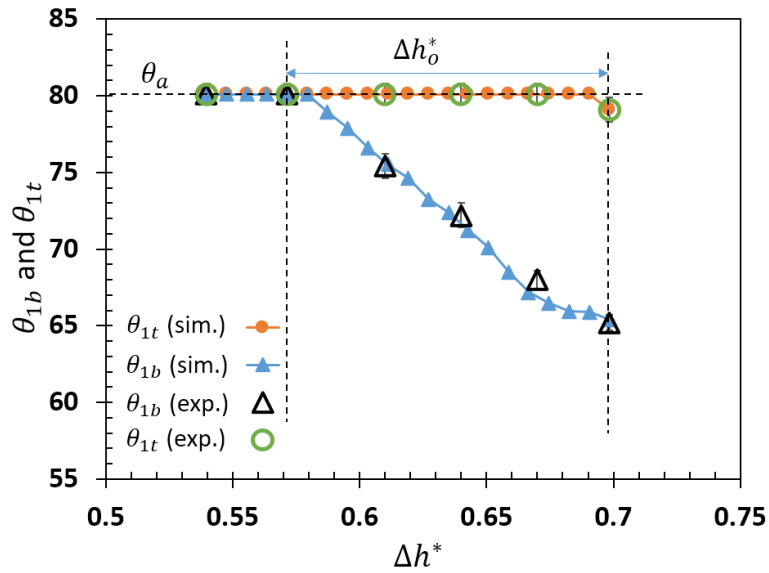 85
80
75
70
65
60
55
θ₁b and θ₁t
θₐ
Δhₒ*
θ₁t (sim.)
θ₁b (sim.)
θ₁b (exp.)
θ₁t (exp.)
0.5 0.55 0.6 0.65 0.7 0.75
Δh*